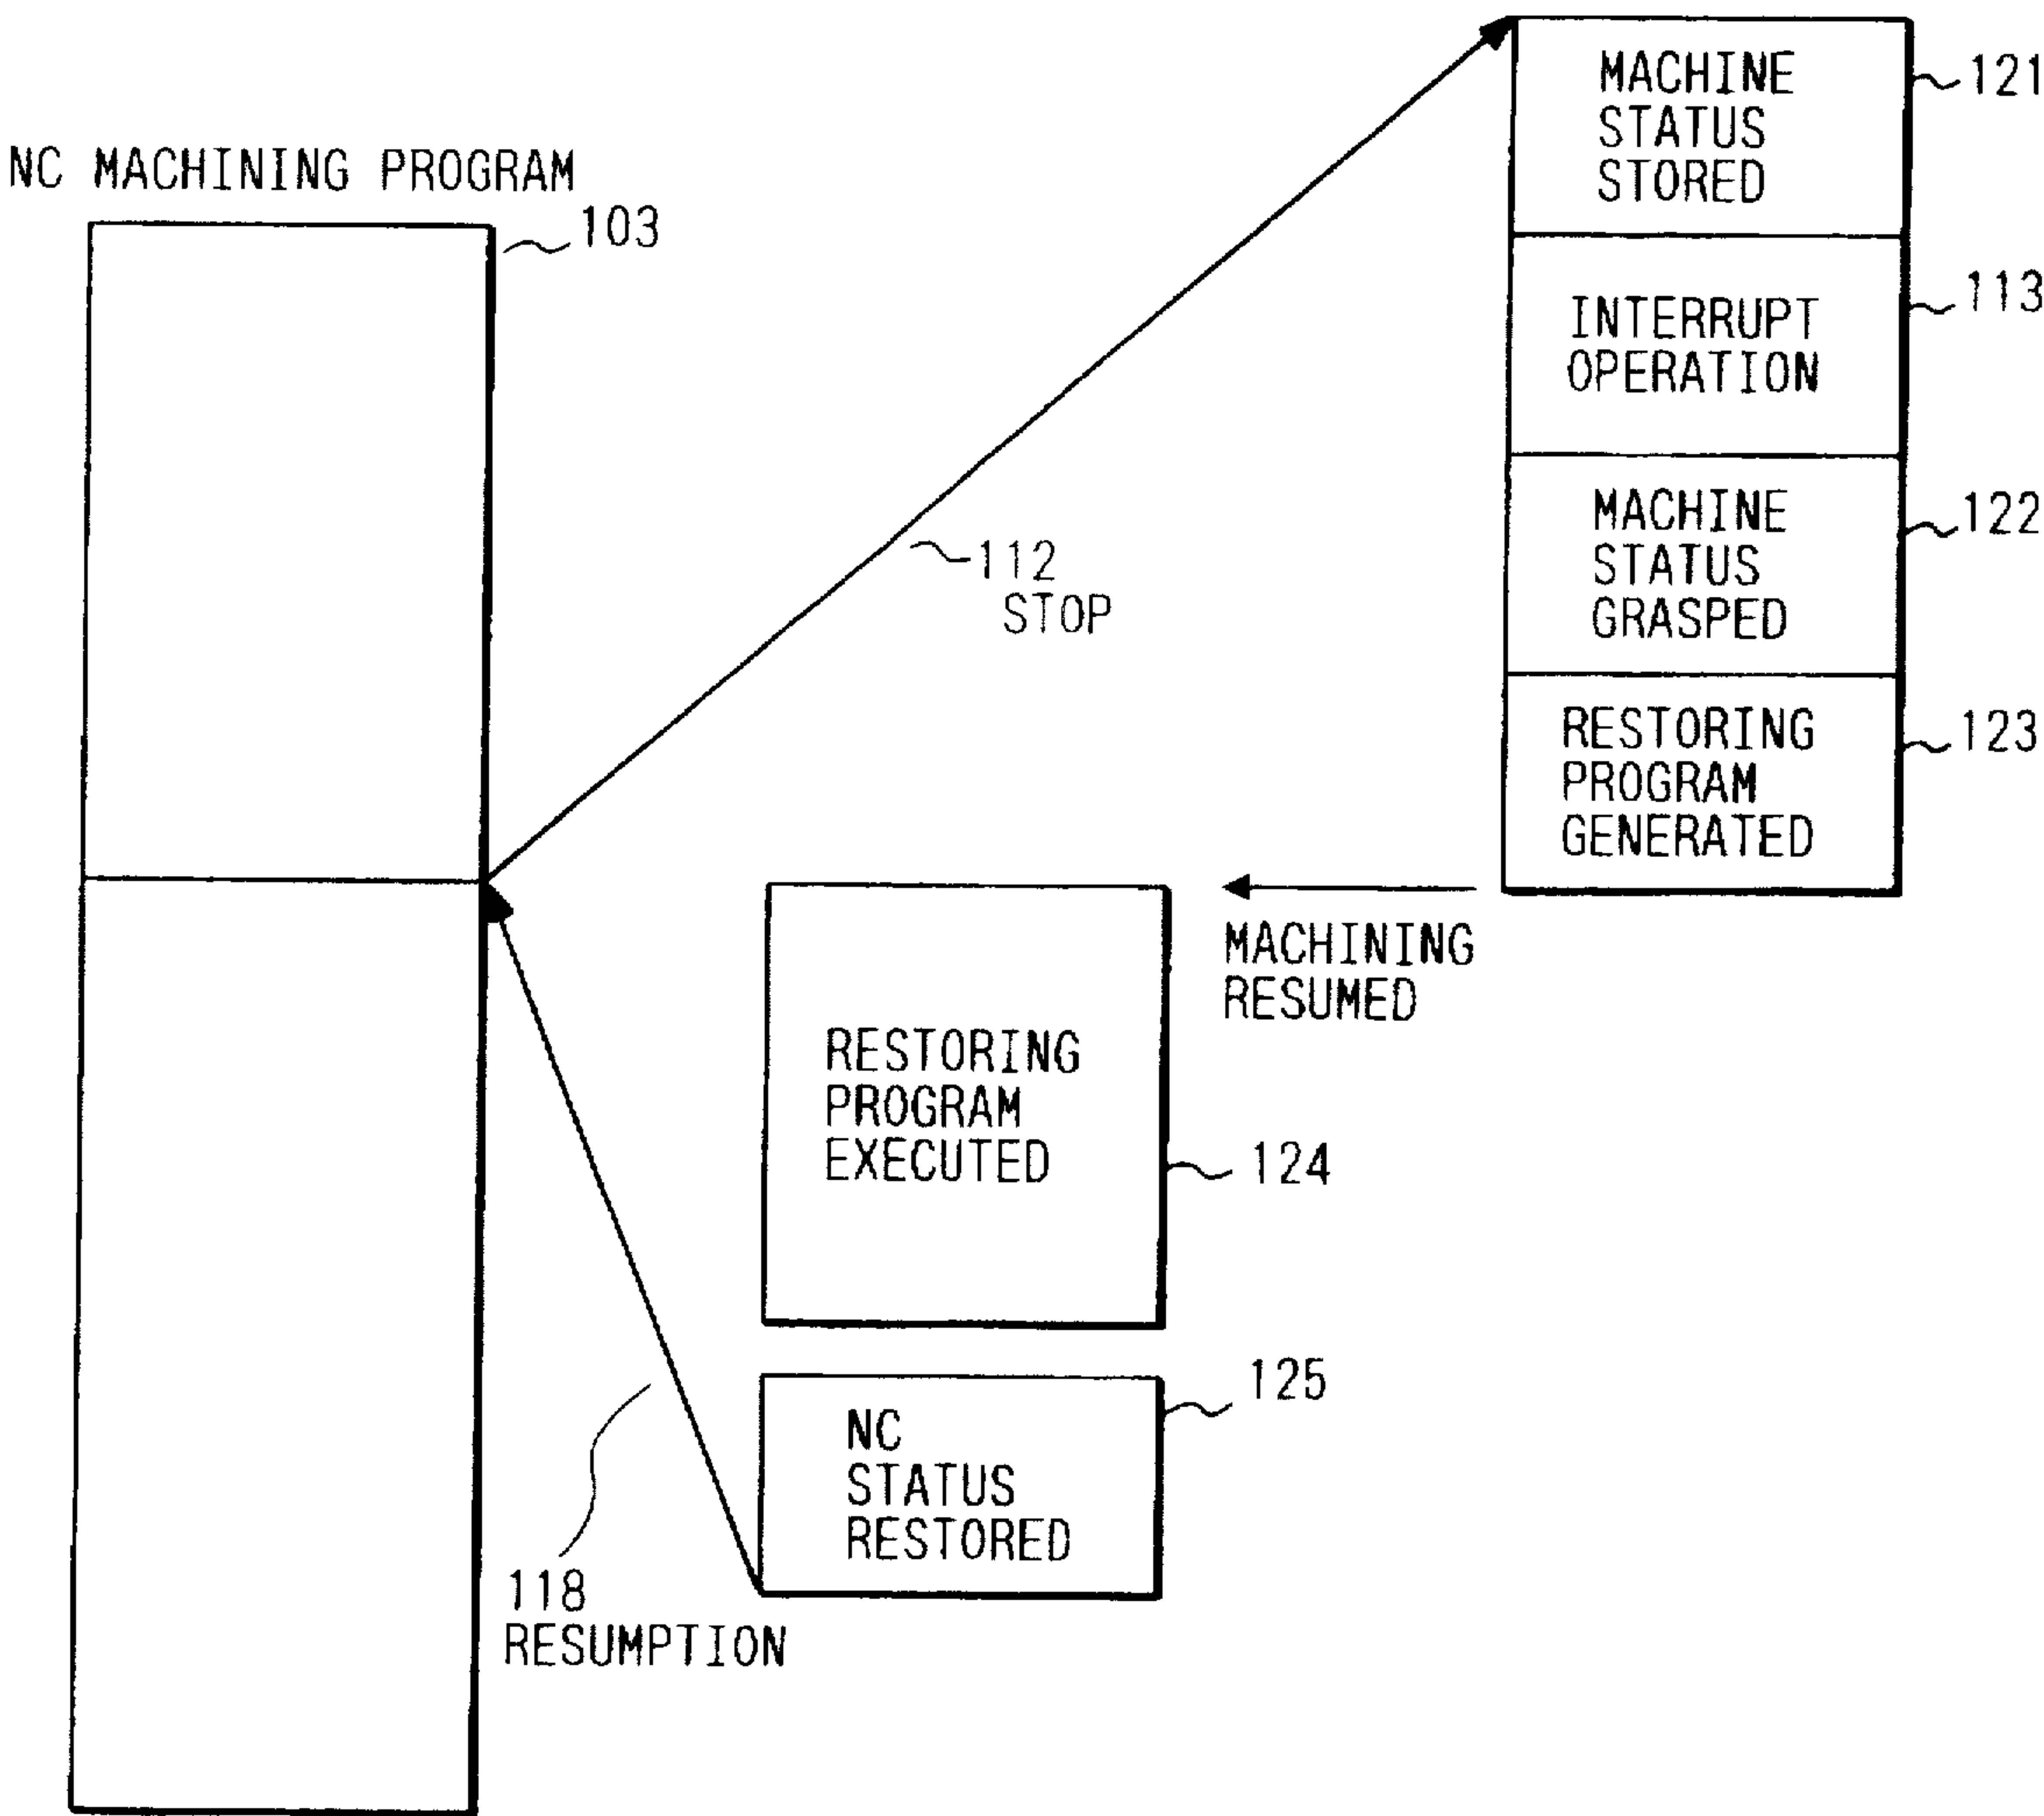 NC MACHINING PROGRAM
103
MACHINE
STATUS
STORED
121
INTERRUPT
OPERATION
113
MACHINE
STATUS
GRASPED
122
RESTORING
PROGRAM
GENERATED
123
112
STOP
MACHINING
RESUMED
RESTORING
PROGRAM
EXECUTED
124
NC
STATUS
RESTORED
125
118
RESUMPTION